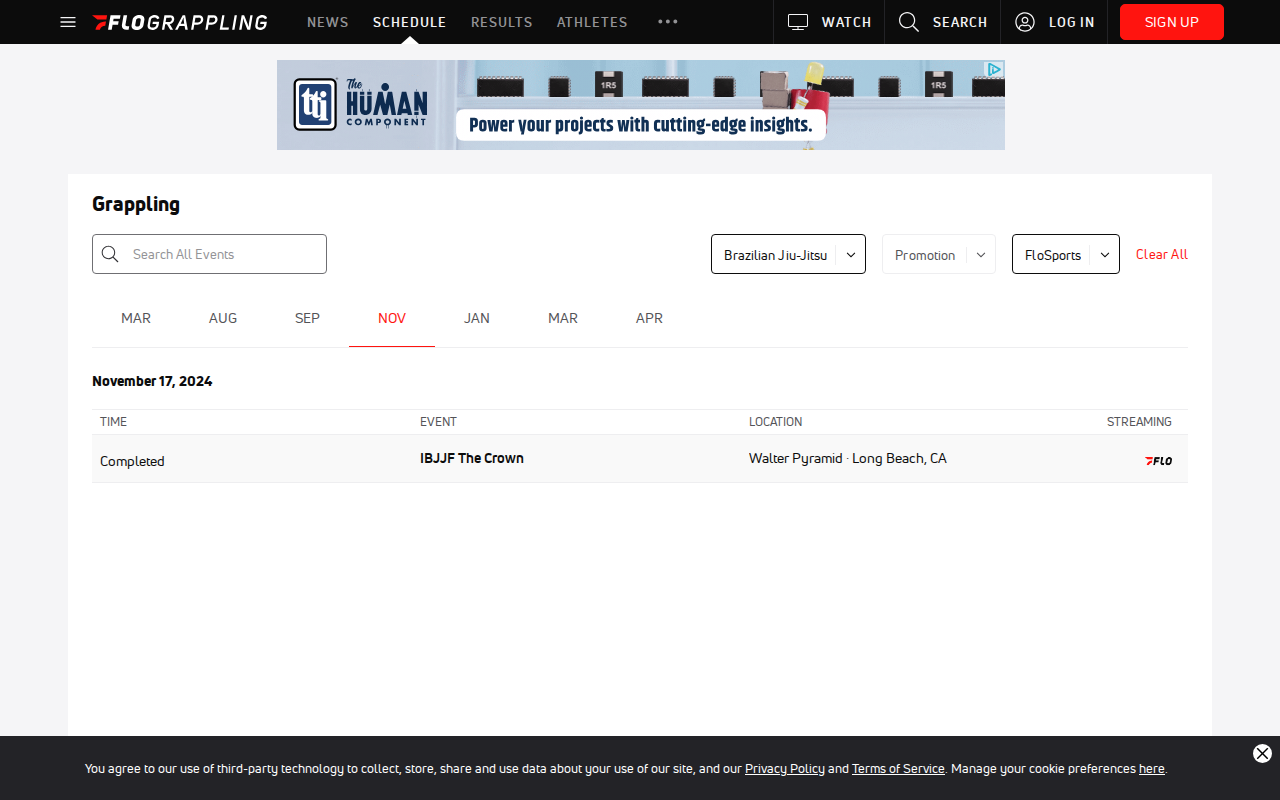 FLOGRAPPLING NEWS SCHEDULE RESULTS ATHLETES ••• WATCH SEARCH LOG IN SIGN UP
tti The HUMAN COMPONENT
1R5 1R5
Power your projects with cutting-edge insights.
Grappling
Search All Events Brazilian Jiu-Jitsu Promotion FloSports Clear All
MAR AUG SEP NOV JAN MAR APR
November 17, 2024
TIME EVENT LOCATION STREAMING
Completed IBJJF The Crown Walter Pyramid · Long Beach, CA FLO
You agree to our use of third-party technology to collect, store, share and use data about your use of our site, and our Privacy Policy and Terms of Service. Manage your cookie preferences here.